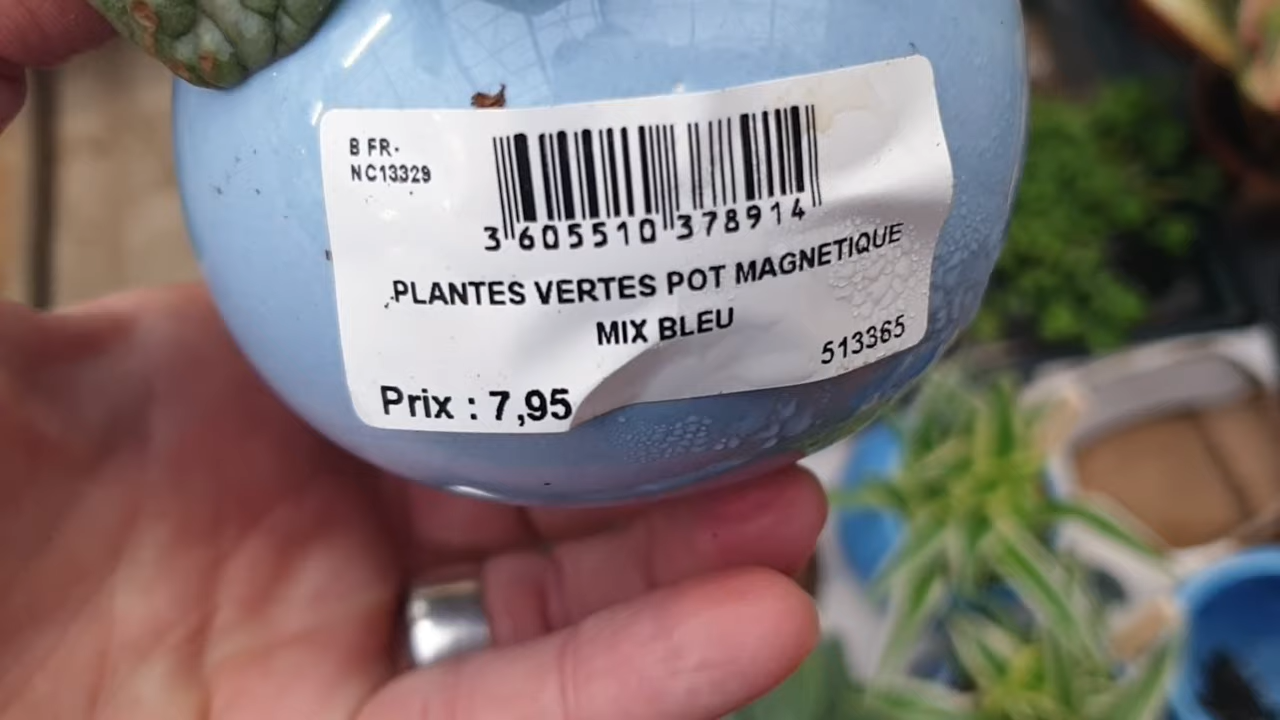 B FR-
NC13329
3 605510 378914
PLANTES VERTES POT MAGNETIQUE
MIX BLEU
513365
Prix : 7,95